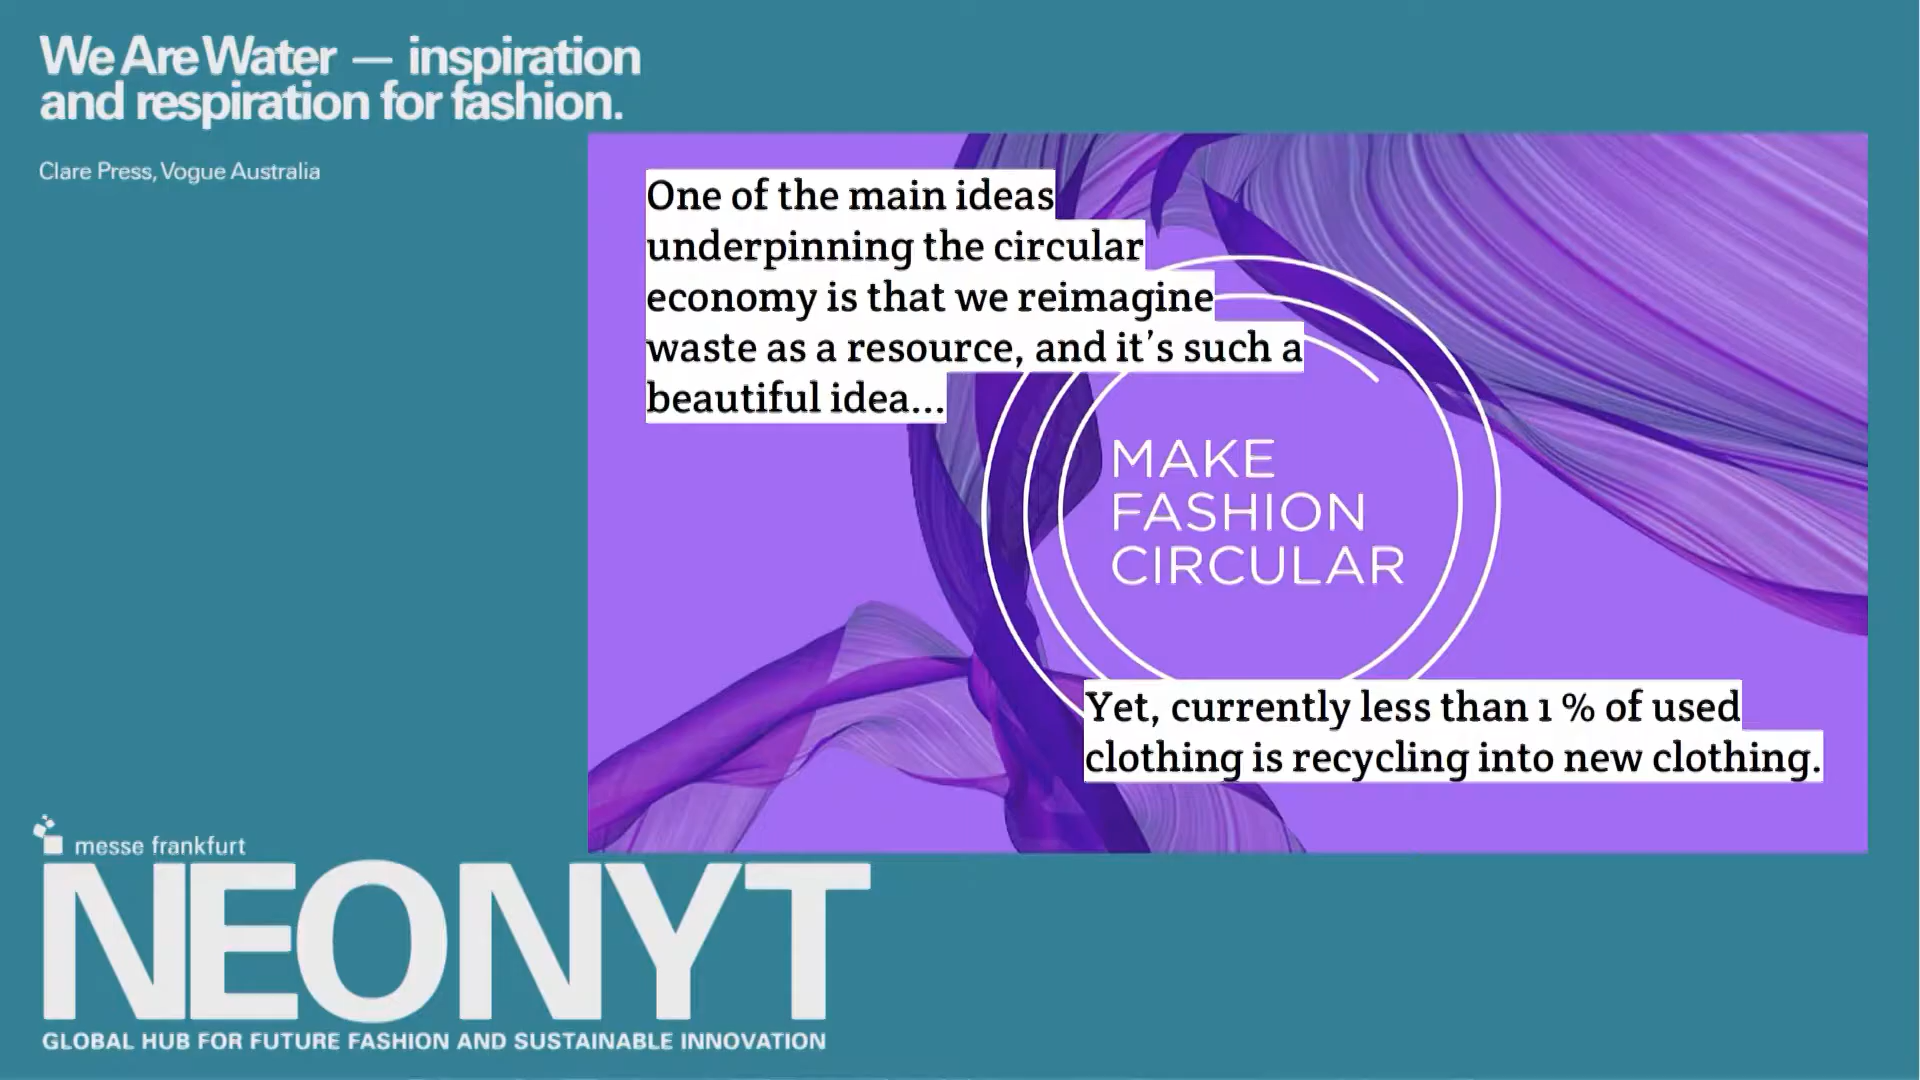 We Are Water — inspiration
and respiration for fashion.
Clare Press, Vogue Australia
One of the main ideas
underpinning the circular
economy is that we reimagine
waste as a resource, and it's such a
beautiful idea...
MAKE
FASHION
CIRCULAR
Yet, currently less than 1 % of used
clothing is recycling into new clothing.
messe frankfurt
NEONYT
GLOBAL HUB FOR FUTURE FASHION AND SUSTAINABLE INNOVATION